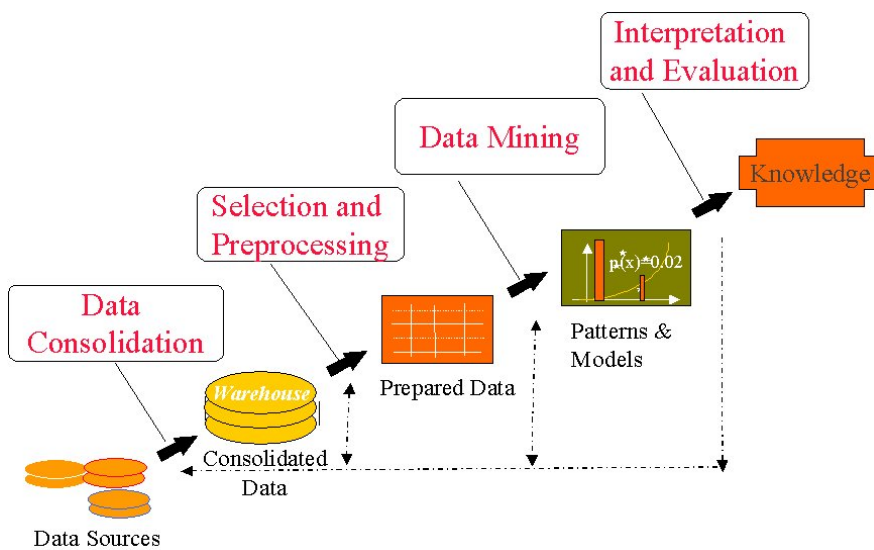 Interpretation
and Evaluation
Data Mining
Knowledge
Selection and
Preprocessing
p(x)=0.02
Data
Consolidation
Patterns &
Models
Warehouse
Prepared Data
Consolidated
Data
Data Sources